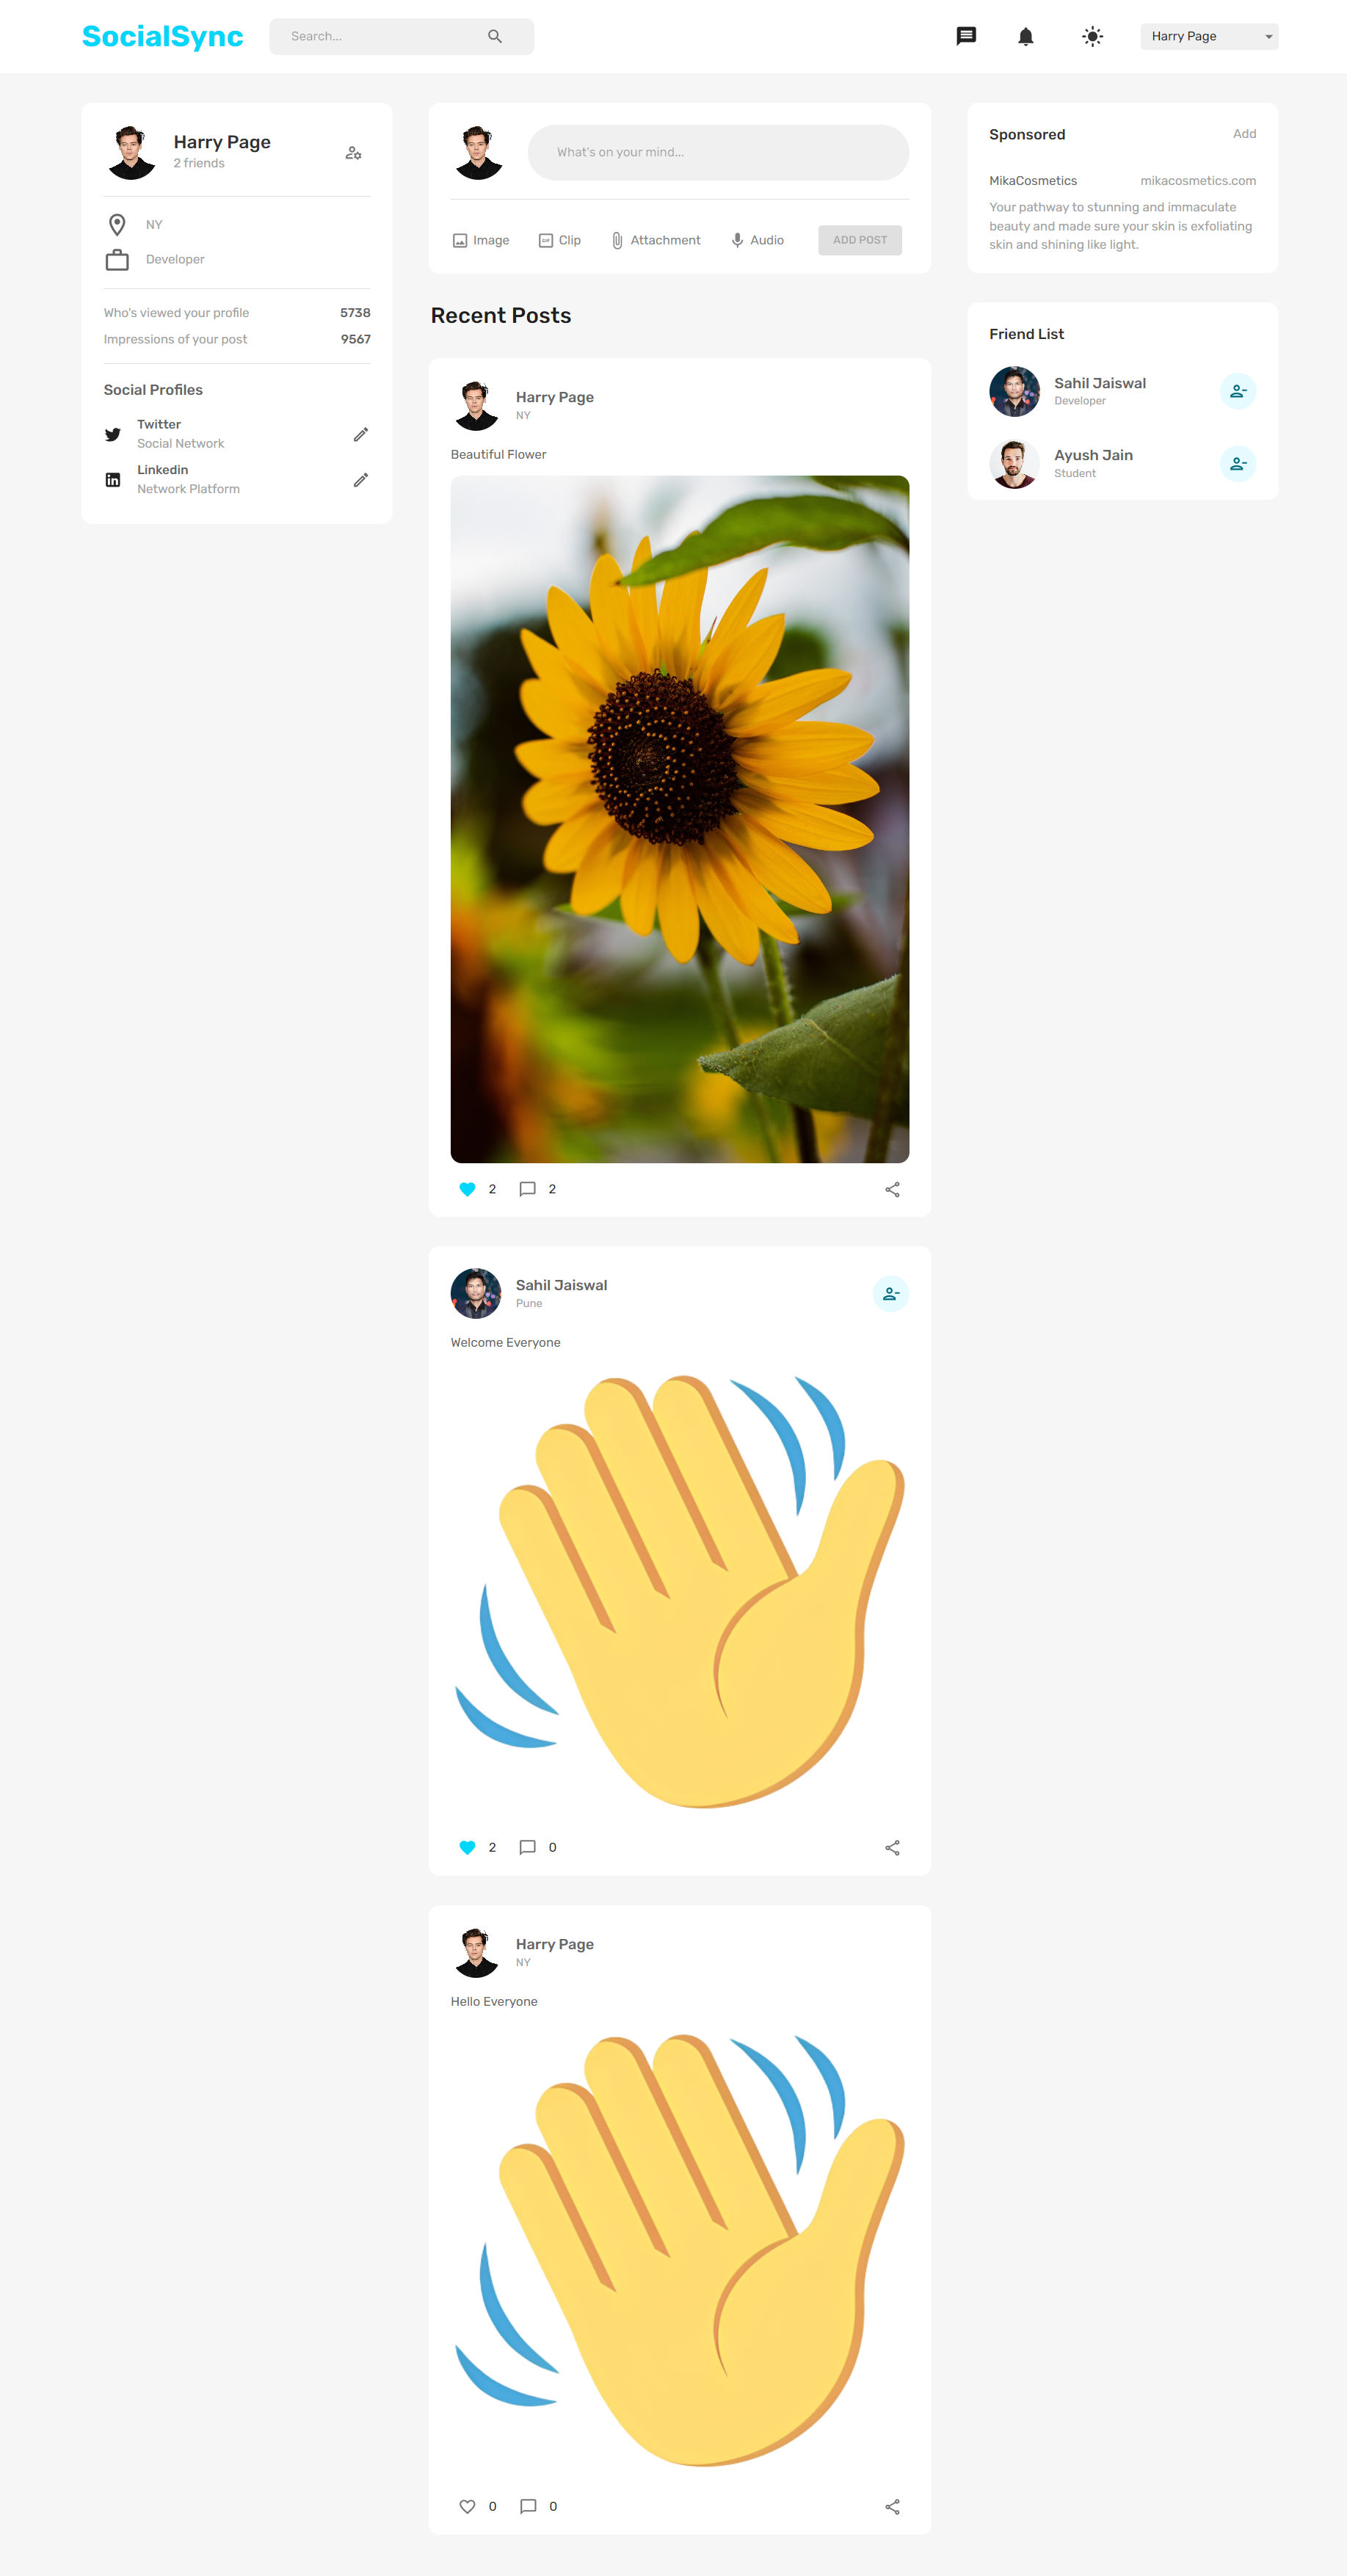 SocialSync
Search...
Harry Page
Harry Page
2 friends
NY
Developer
Who's viewed your profile 5738
Impressions of your post 9567
Social Profiles
Twitter
Social Network
Linkedin
Network Platform
What's on your mind...
Image
GIF
Clip
Attachment
Audio
ADD POST
Recent Posts
Harry Page
NY
Beautiful Flower
2 2
Sahil Jaiswal
Pune
Welcome Everyone
2 0
Harry Page
NY
Hello Everyone
0 0
Sponsored Add
MikaCosmetics mikacosmetics.com
Your pathway to stunning and immaculate
beauty and made sure your skin is exfoliating
skin and shining like light.
Friend List
Sahil Jaiswal
Developer
Ayush Jain
Student